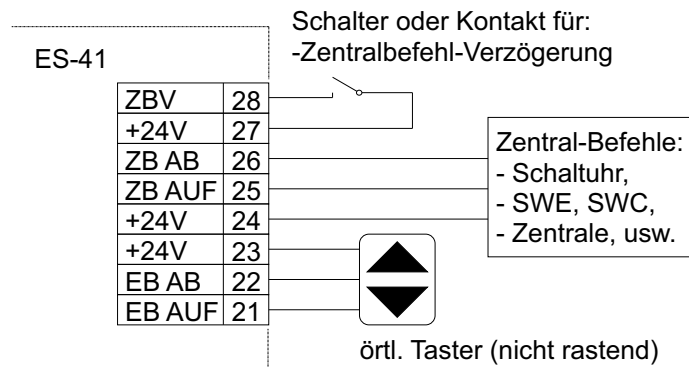 Schalter oder Kontakt für:
-Zentralbefehl-Verzögerung
ES-41
ZBV 28
+24V 27
ZB AB 26
ZB AUF 25
+24V 24
+24V 23
EB AB 22
EB AUF 21
Zentral-Befehle:
- Schaltuhr,
- SWE, SWC,
- Zentrale, usw.
örtl. Taster (nicht rastend)